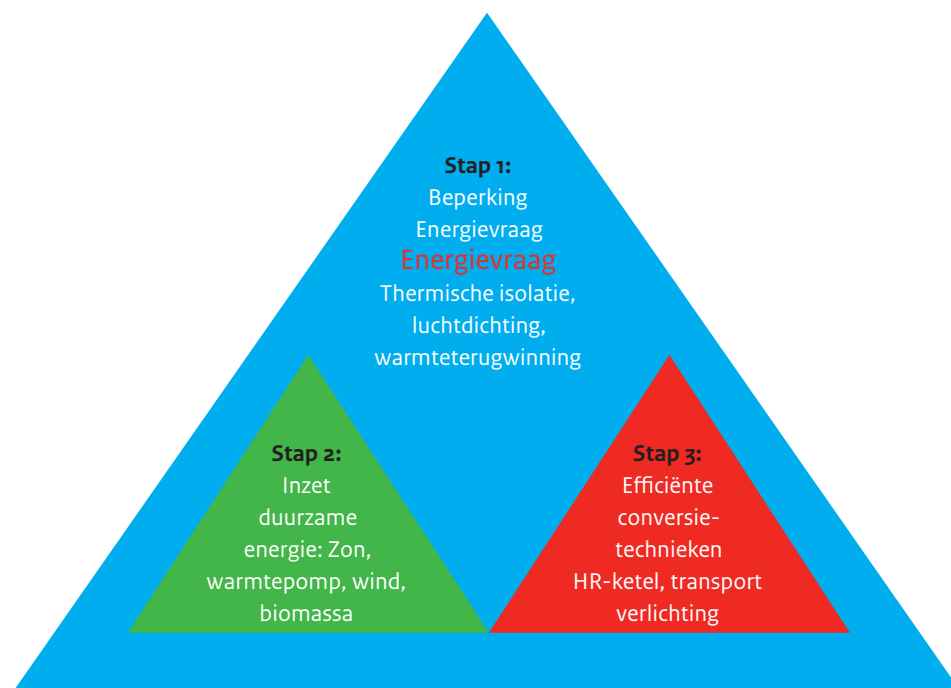 Stap 1:
Beperking
Energievraag
Energievraag
Thermische isolatie,
luchtdichting,
warmteterugwinning
Stap 2:
Inzet
duurzame
energie: Zon,
warmtepomp, wind,
biomassa
Stap 3:
Efficiënte
conversie-
technieken
HR-ketel, transport
verlichting